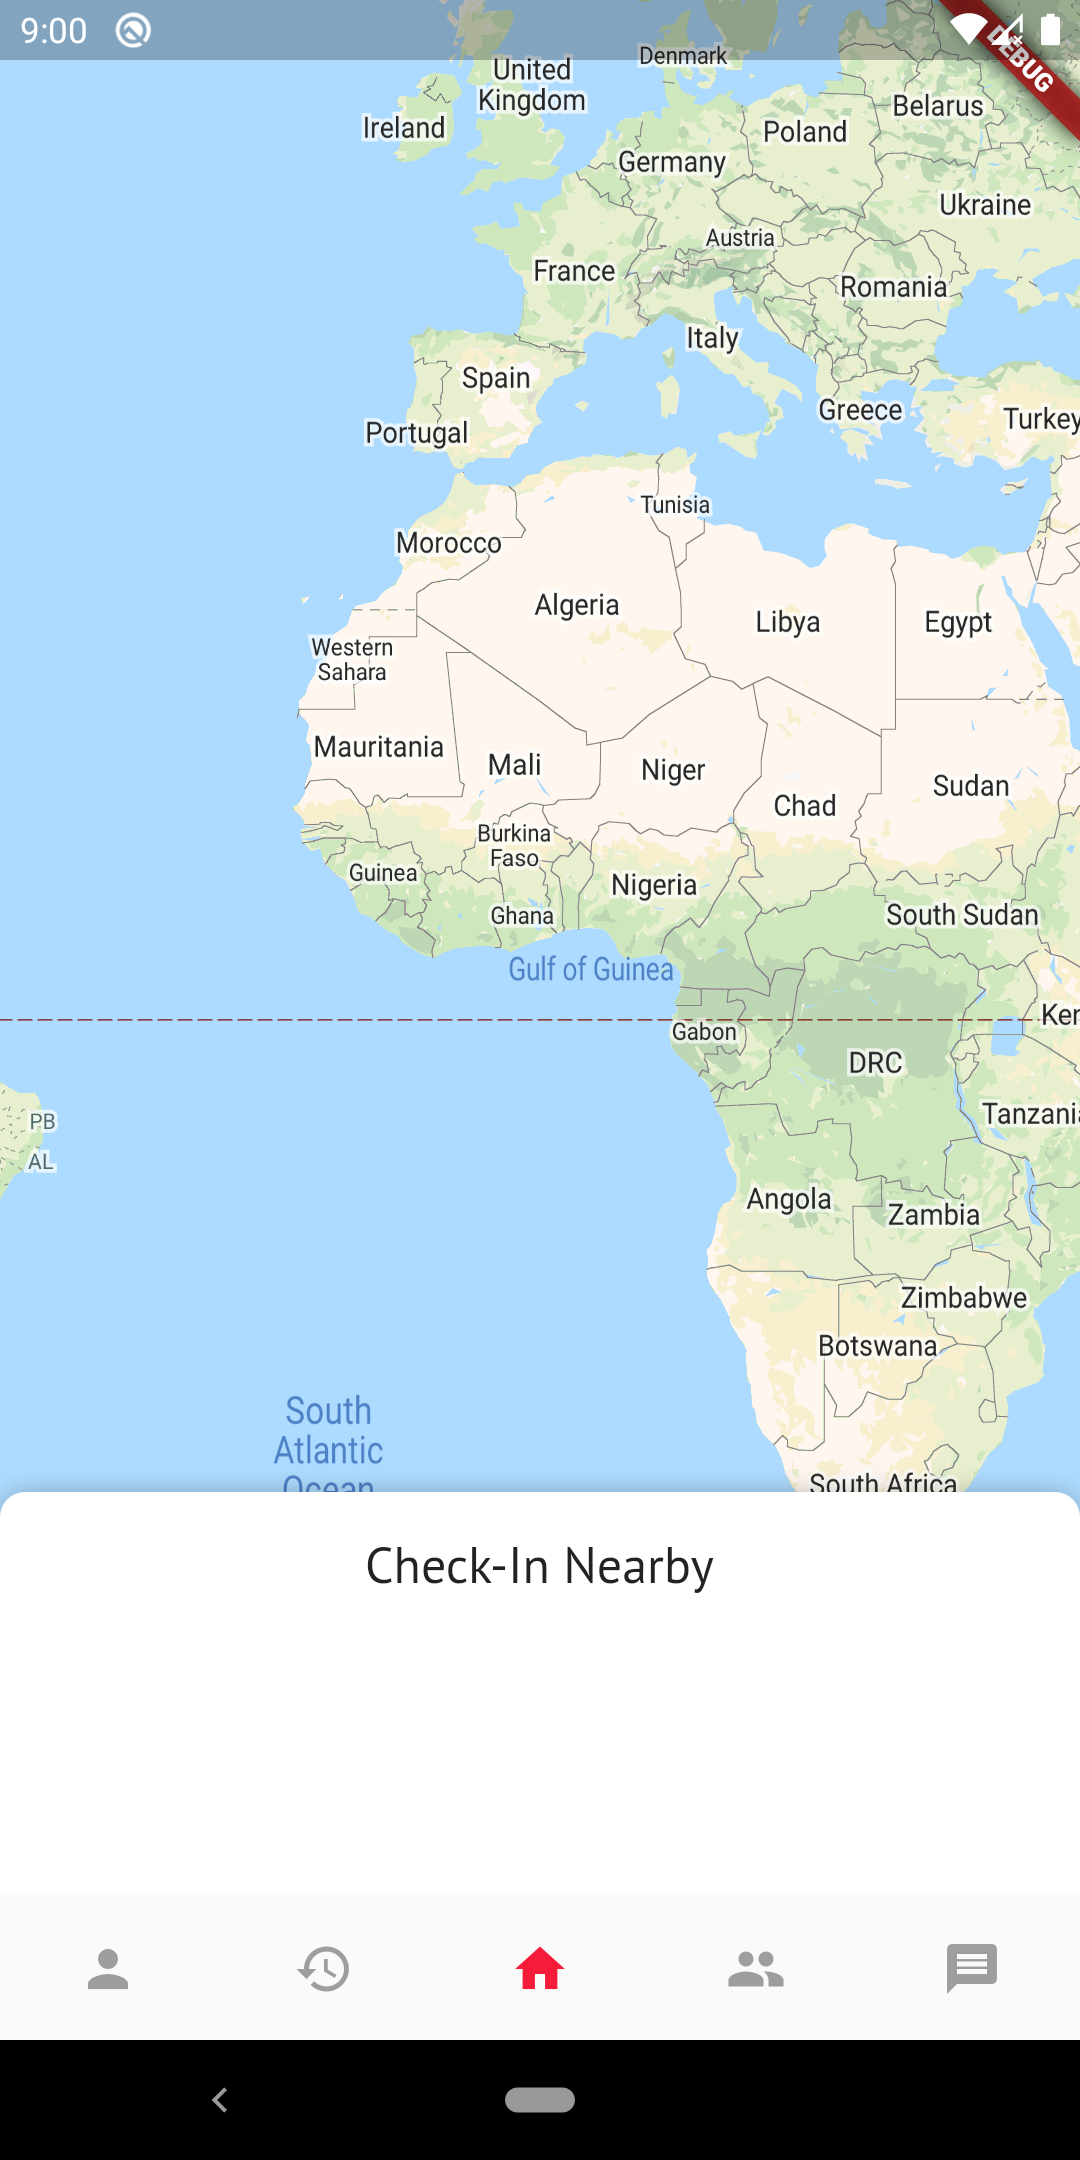 9:00
DEBUG
Denmark
United
Kingdom
Belarus
Ireland
Poland
Germany
Ukraine
Austria
France
Romania
Italy
Spain
Greece
Turkey
Portugal
Tunisia
Morocco
Algeria
Libya
Egypt
Western
Sahara
Mauritania
Mali
Niger
Sudan
Chad
Burkina
Faso
Guinea
Nigeria
Ghana
South Sudan
Gulf of Guinea
Ken
Gabon
DRC
PB
Tanzania
AL
Angola
Zambia
Zimbabwe
Botswana
South
Atlantic
Ocean
South Africa
Check-In Nearby